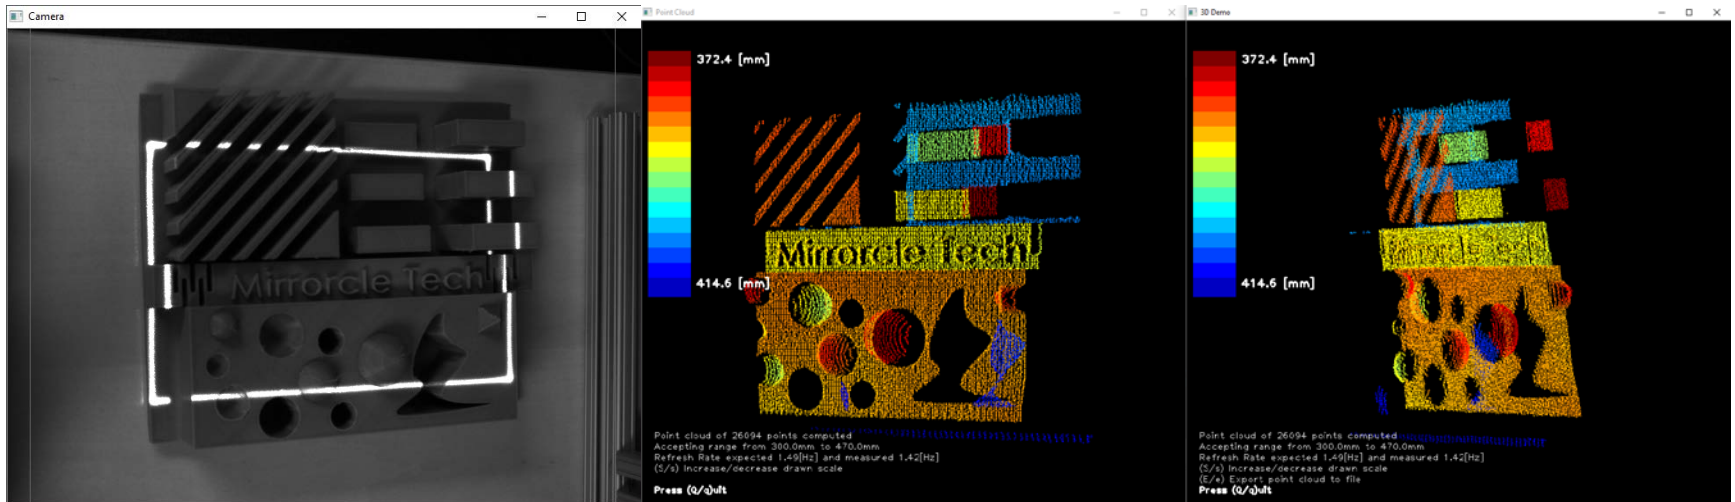 Camera
Mirrorcle Tech
Point Cloud
372.4 [mm]
Mirrorcle Tech
414.6 [mm]
Point cloud of 26094 points computed
Accepting range from 300.0mm to 470.0mm
Refresh Rate expected 1.49[Hz] and measured 1.42[Hz]
(S/s) Increase/decrease drawn scale
Press (Q/q)uit
3D Demo
372.4 [mm]
414.6 [mm]
Point cloud of 26094 points computed
Accepting range from 300.0mm to 470.0mm
Refresh Rate expected 1.49[Hz] and measured 1.42[Hz]
(S/s) Increase/decrease drawn scale
(E/e) Export point cloud to file
Press (Q/q)uit